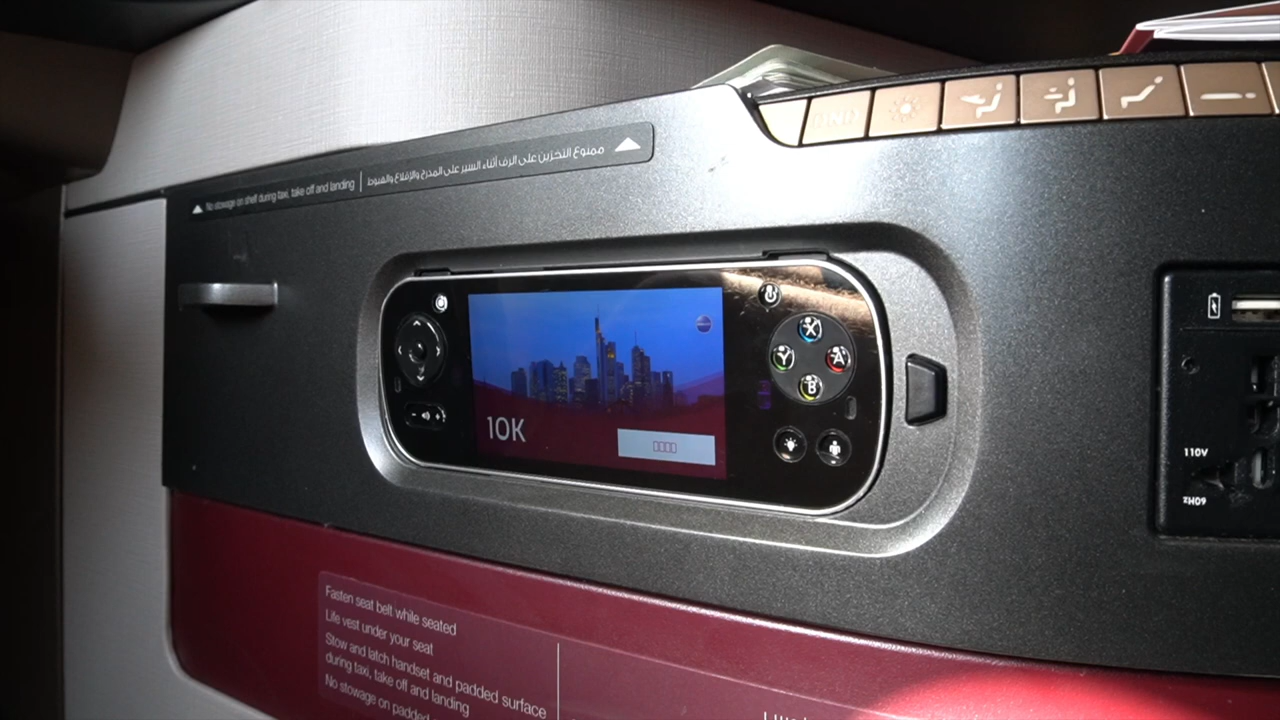 No stowage on shelf during taxi, take off and landing
ممنوع التخزين على الرف أثناء السير على المدرج والإقلاع والهبوط
DND
X
Y
A
B
10K
110V
60Hz
Fasten seat belt while seated
Life vest under your seat
Stow and latch handset and padded surface
during taxi, take off and landing
No stowage on padded